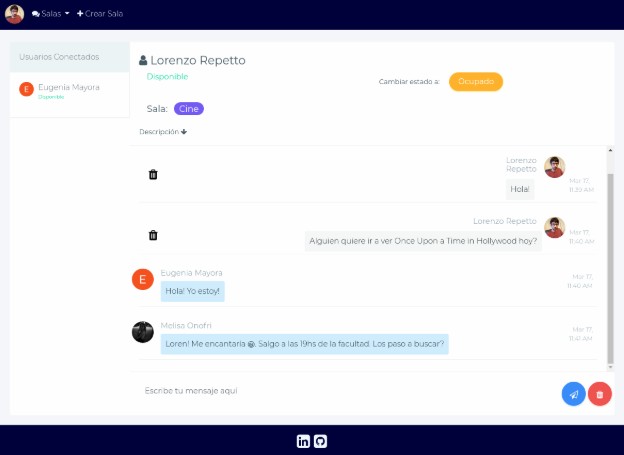 Salas
Crear Sala
Usuarios Conectados
E
Eugenia Mayora
Disponible
Lorenzo Repetto
Disponible
Cambiar estado a:
Ocupado
Sala:
Cine
Descripción
Lorenzo
Repetto
Hola!
Mar 17,
11:20 AM
Lorenzo Repetto
Alguien quiere ir a ver Once Upon a Time in Hollywood hoy?
Mar 17,
11:40 AM
E
Eugenia Mayora
Hola! Yo estoy!
Mar 17,
11:40 AM
Melisa Onofri
Loren! Me encantaría 😀. Salgo a las 19hs de la facultad. Los paso a buscar?
Mar 17,
11:41 AM
Escribe tu mensaje aquí